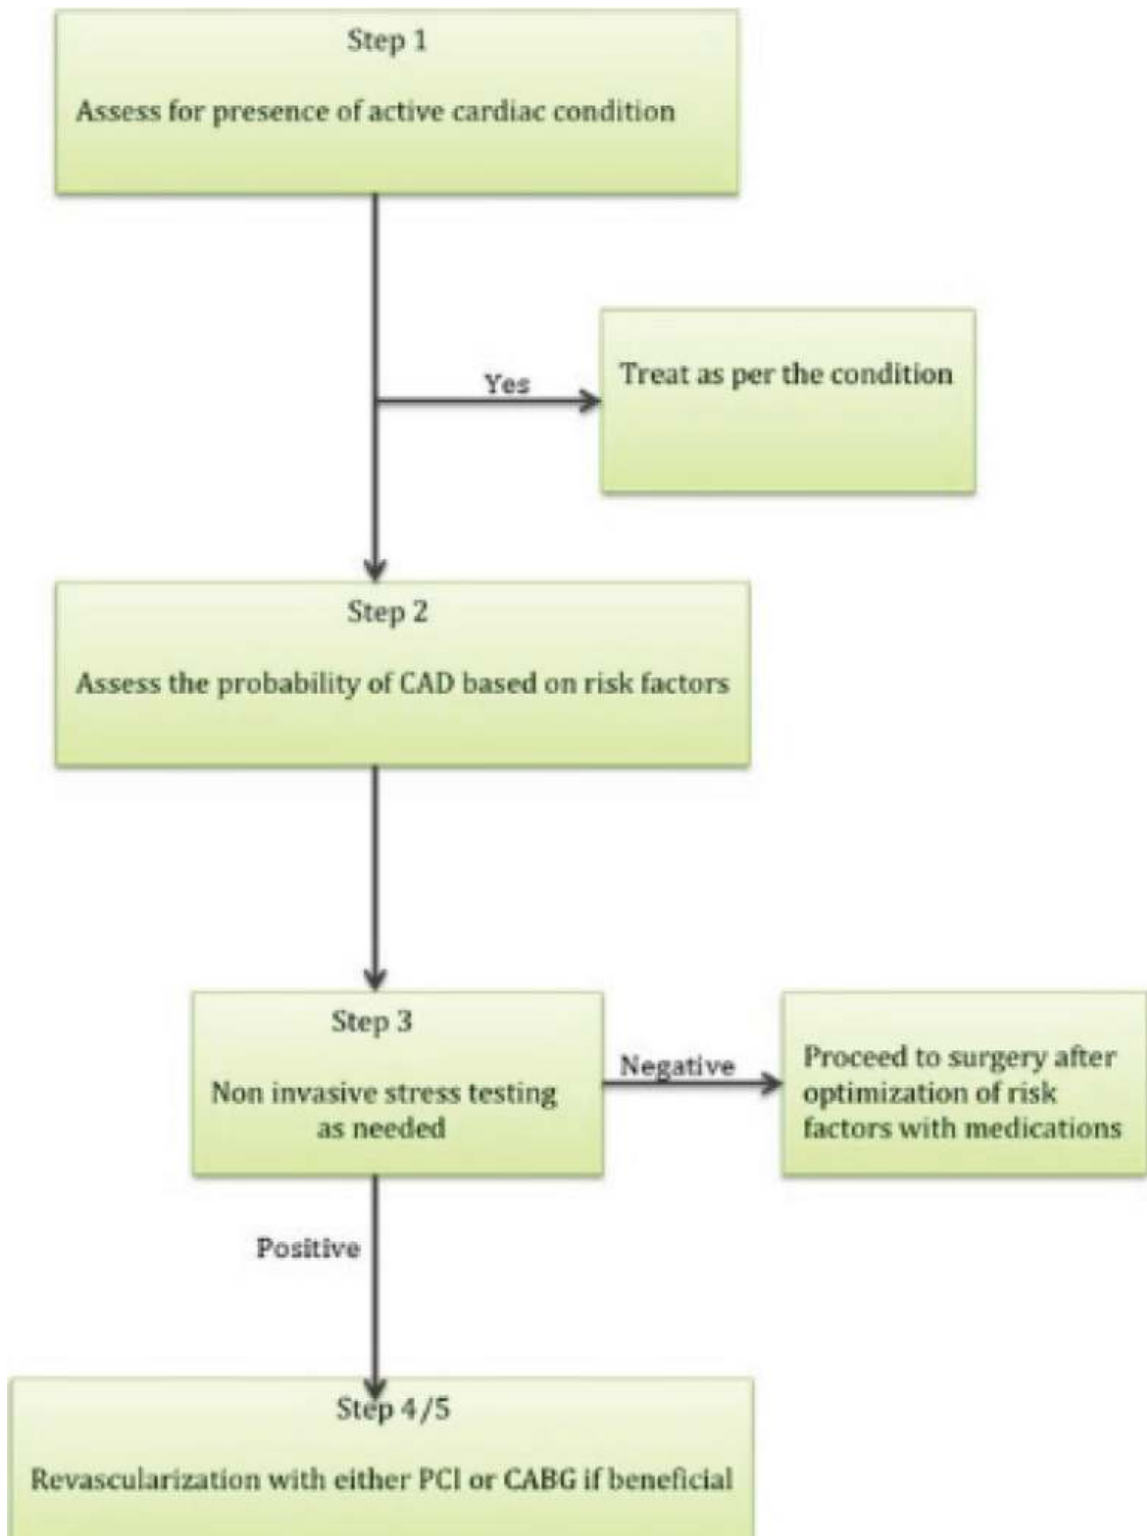 Step 1
Assess for presence of active cardiac condition
Yes
Treat as per the condition
Step 2
Assess the probability of CAD based on risk factors
Step 3
Non invasive stress testing
as needed
Negative
Proceed to surgery after
optimization of risk
factors with medications
Positive
Step 4/5
Revascularization with either PCI or CABG if beneficial